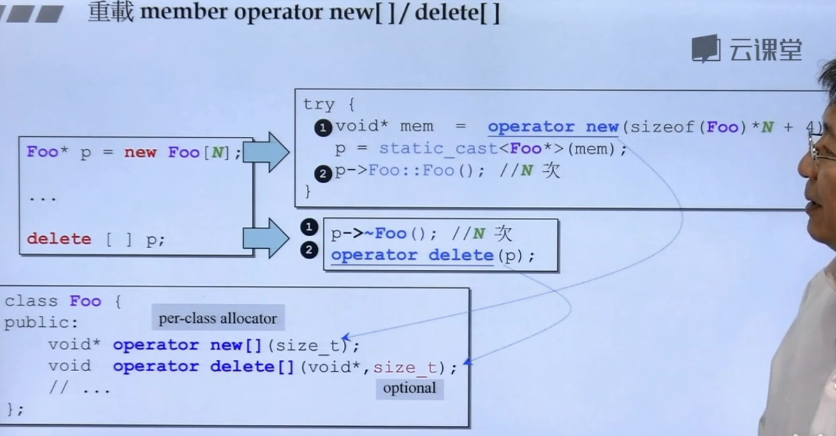 重載 member operator new[]/ delete[]
云课堂
try {
❶void* mem = operator new(sizeof(Foo)*N + 4)
p = static_cast<Foo*>(mem);
❷p->Foo::Foo(); //N 次
}
Foo* p = new Foo[N];
...
delete [ ] p;
❶ p->~Foo(); //N 次
❷ operator delete(p);
class Foo {
public:
per-class allocator
void* operator new[](size_t);
void operator delete[](void*,size_t);
// ...
optional
};